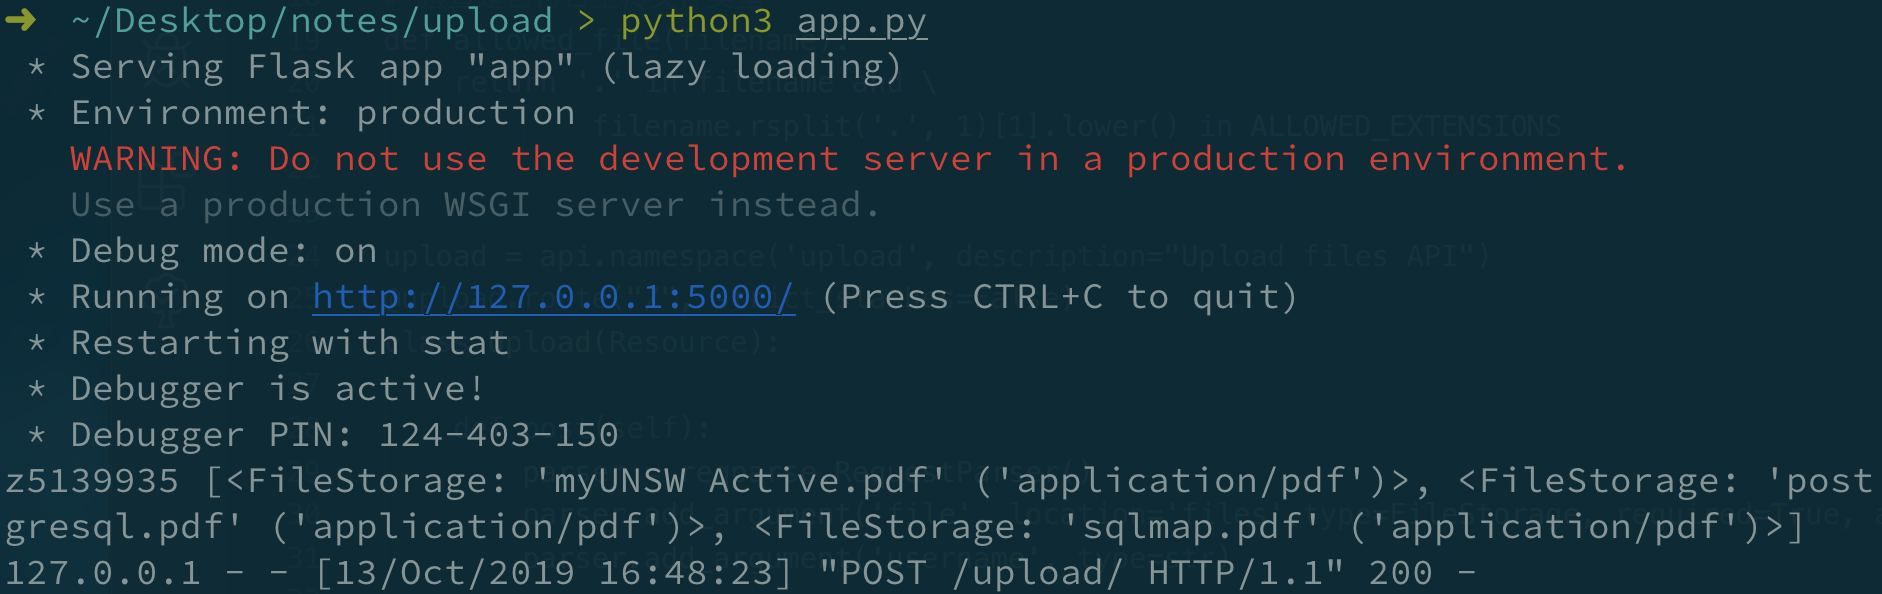 ➜ ~/Desktop/notes/upload > python3 app.py
* Serving Flask app "app" (lazy loading)
* Environment: production
WARNING: Do not use the development server in a production environment.
Use a production WSGI server instead.
* Debug mode: on
* Running on http://127.0.0.1:5000/ (Press CTRL+C to quit)
* Restarting with stat
* Debugger is active!
* Debugger PIN: 124-403-150
z5139935 [<FileStorage: 'myUNSW Active.pdf' ('application/pdf')>, <FileStorage: 'post
gresql.pdf' ('application/pdf')>, <FileStorage: 'sqlmap.pdf' ('application/pdf')>]
127.0.0.1 - - [13/Oct/2019 16:48:23] "POST /upload/ HTTP/1.1" 200 -